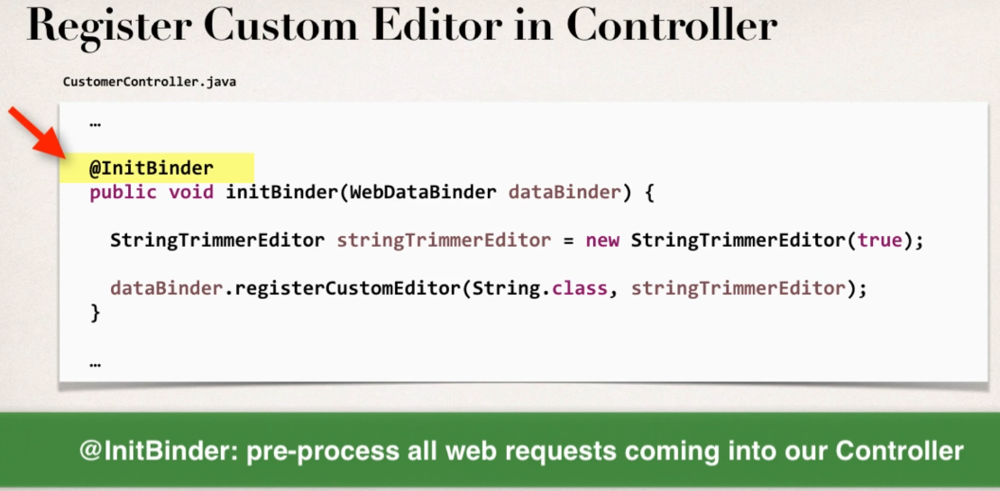 Register Custom Editor in Controller
CustomerController.java
…
@InitBinder
public void initBinder(WebDataBinder dataBinder) {
StringTrimmerEditor stringTrimmerEditor = new StringTrimmerEditor(true);
dataBinder.registerCustomEditor(String.class, stringTrimmerEditor);
}
…
@InitBinder: pre-process all web requests coming into our Controller